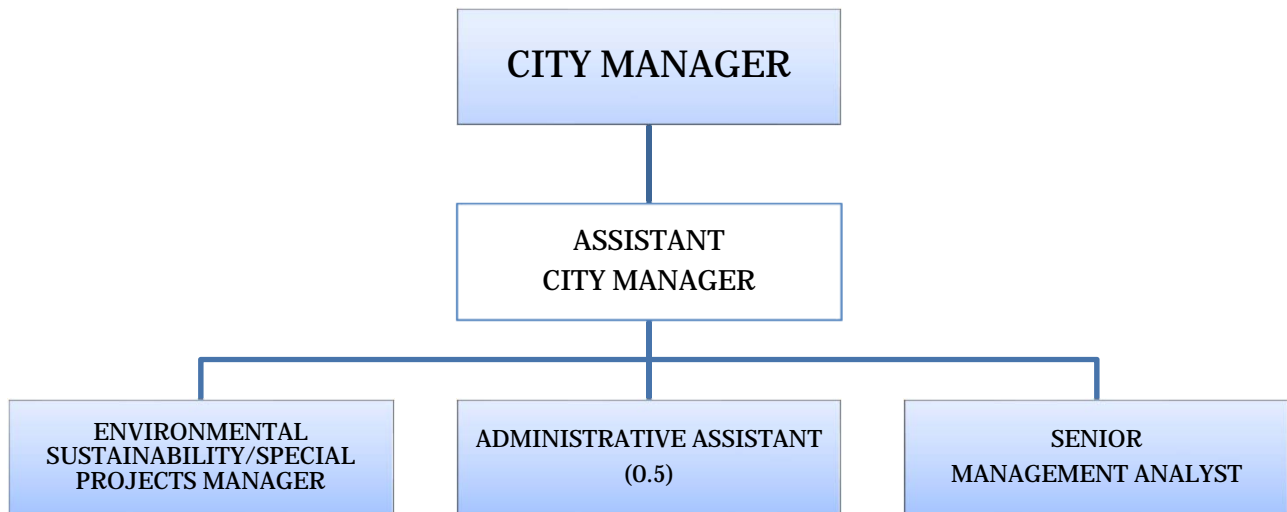 CITY MANAGER
ASSISTANT
CITY MANAGER
ENVIRONMENTAL
SUSTAINABILITY/SPECIAL
PROJECTS MANAGER
ADMINISTRATIVE ASSISTANT
(0.5)
SENIOR
MANAGEMENT ANALYST